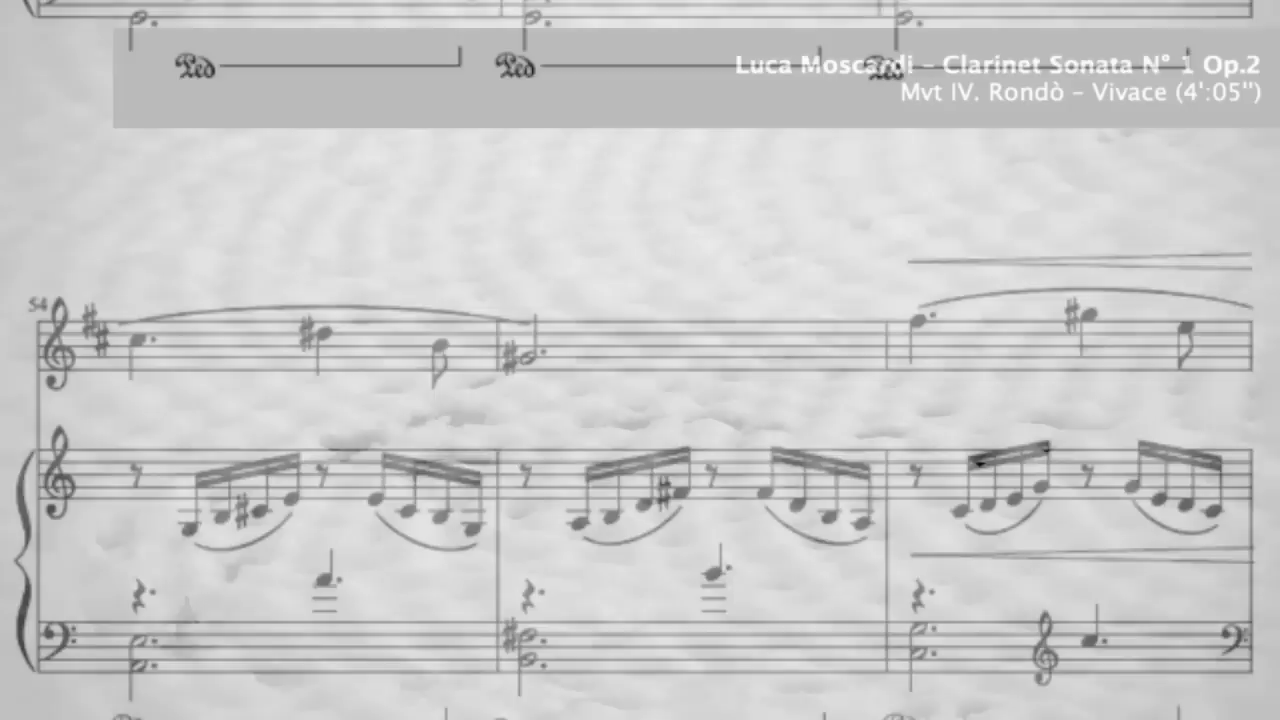 Luca Moscardi - Clarinet Sonata N° 1 Op.2
Mvt IV. Rondò - Vivace (4':05")
54